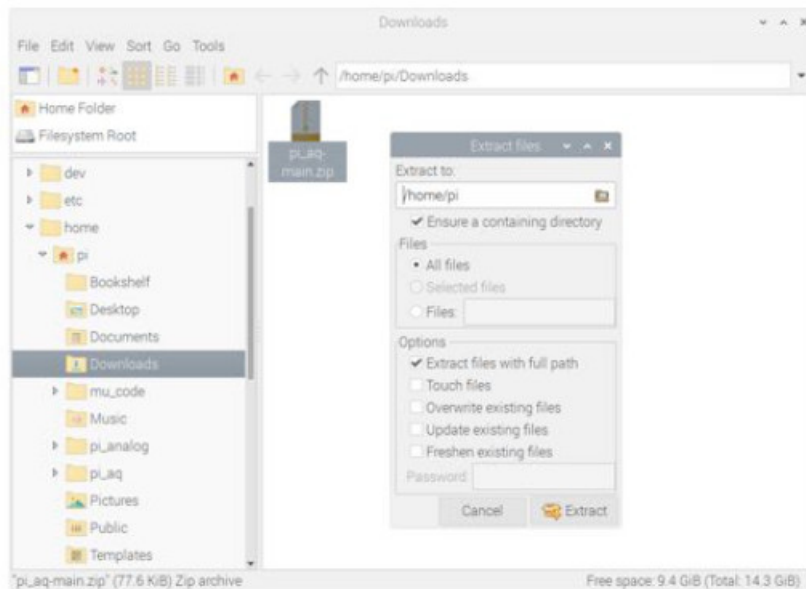 Downloads
File Edit View Sort Go Tools
/home/pi/Downloads
Home Folder
Filesystem Root
dev
etc
home
pi
Bookshelf
Desktop
Documents
Downloads
mu_code
Music
pi_analog
pi_aq
Pictures
Public
Templates
pi_aq-
main.zip
Extract files
Extract to:
/home/pi
Ensure a containing directory
Files
All files
Selected files
Files:
Options
Extract files with full path
Touch files
Overwrite existing files
Update existing files
Freshen existing files
Password:
Cancel Extract
"pi_aq-main.zip" (77.6 KiB) Zip archive Free space: 9.4 GiB (Total: 14.3 GiB)